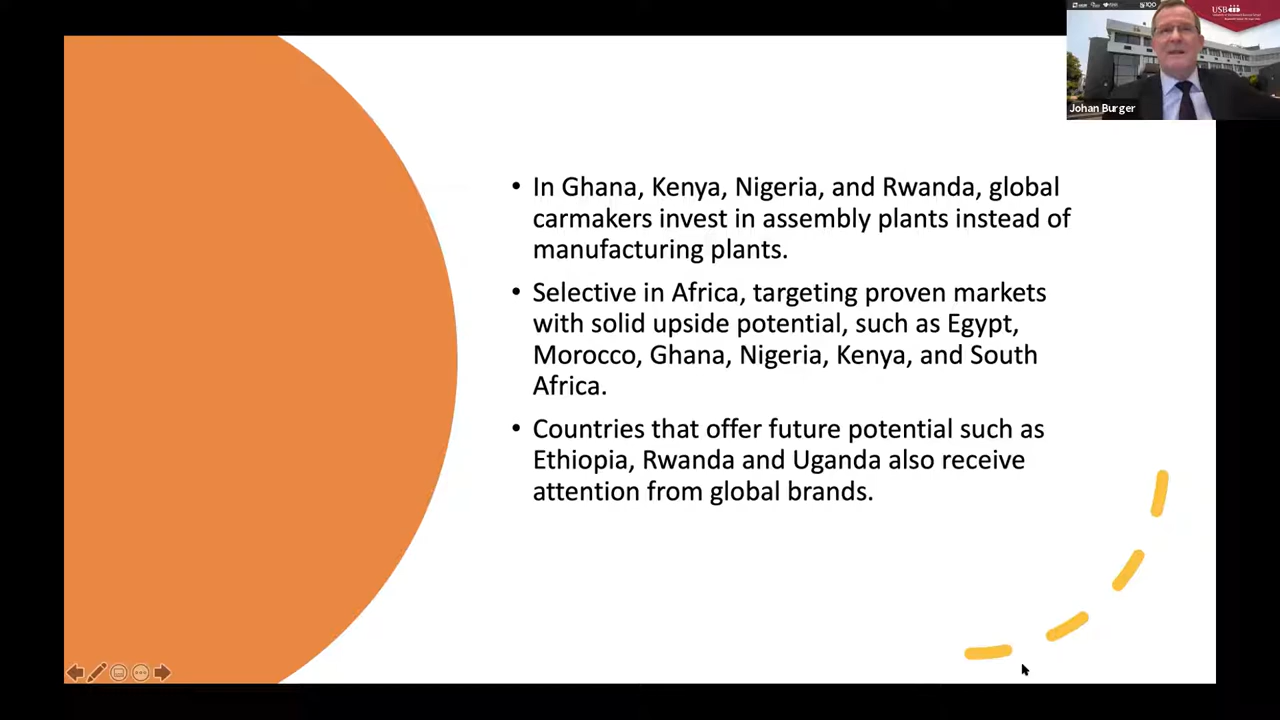 USB
Johan Burger
• In Ghana, Kenya, Nigeria, and Rwanda, global
carmakers invest in assembly plants instead of
manufacturing plants.
• Selective in Africa, targeting proven markets
with solid upside potential, such as Egypt,
Morocco, Ghana, Nigeria, Kenya, and South
Africa.
• Countries that offer future potential such as
Ethiopia, Rwanda and Uganda also receive
attention from global brands.